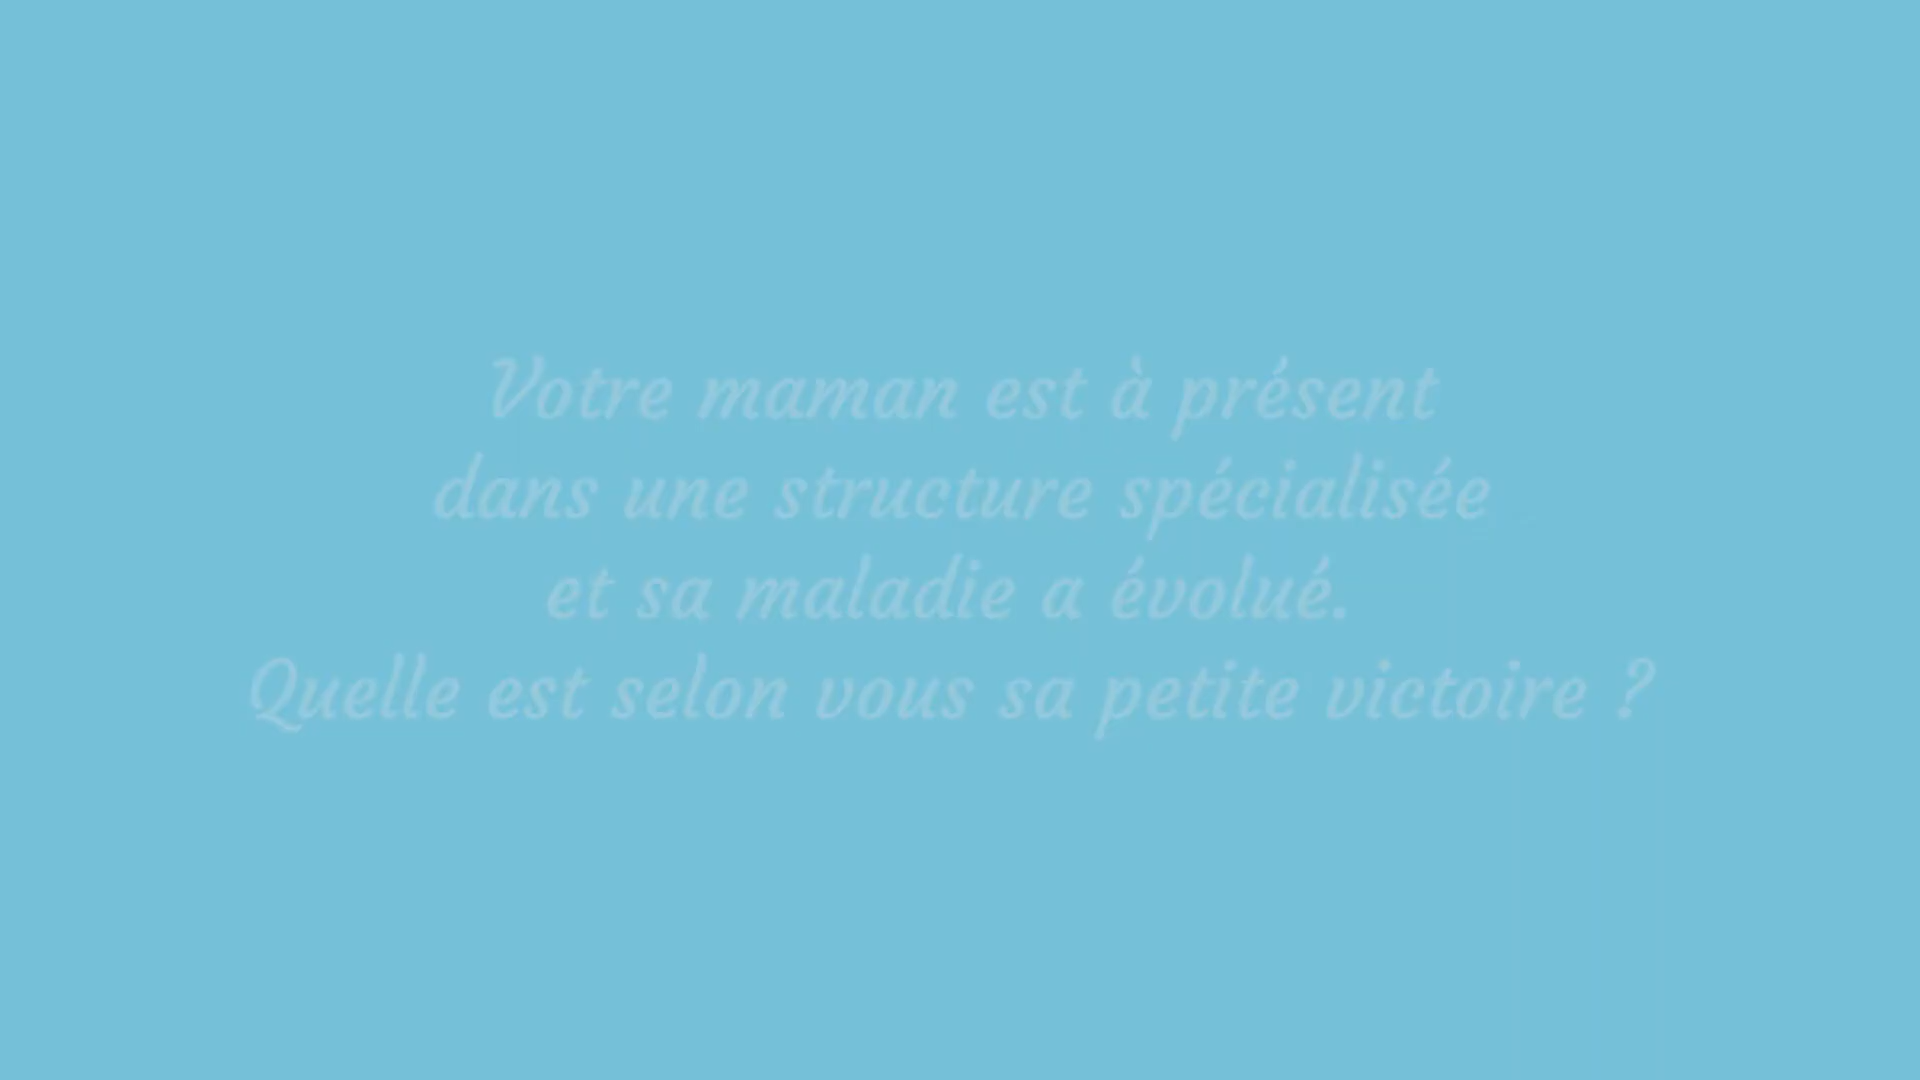 Votre maman est à présent
dans une structure spécialisée
et sa maladie a évolué.
Quelle est selon vous sa petite victoire ?